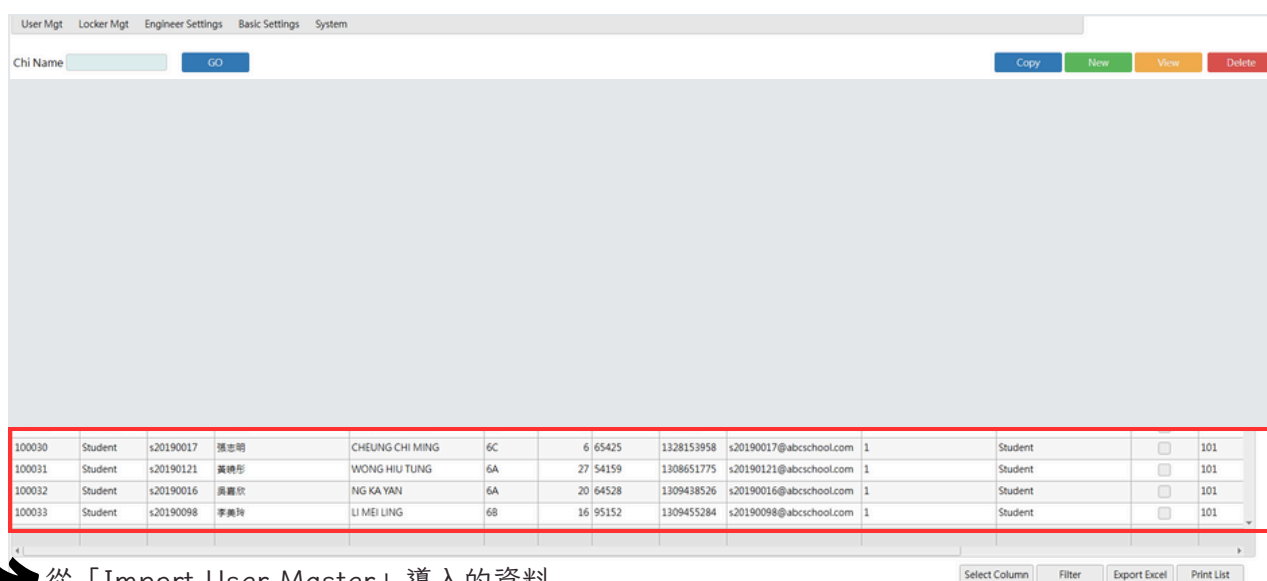 User Mgt Locker Mgt Engineer Settings Basic Settings System
Chi Name GO Copy New View Delete
100030 Student s20190017 張志明 CHEUNG CHI MING 6C 6 65425 1328153958 s20190017@abcschool.com 1 Student 101
100031 Student s20190121 黃曉彤 WONG HIU TUNG 6A 27 54159 1308651775 s20190121@abcschool.com 1 Student 101
100032 Student s20190016 吳嘉欣 NG KA YAN 6A 20 64528 1309438526 s20190016@abcschool.com 1 Student 101
100033 Student s20190098 李美玲 LI MEI LING 6B 16 95152 1309455284 s20190098@abcschool.com 1 Student 101
Select Column Filter Export Excel Print List
從「Import User Master」導入的資料